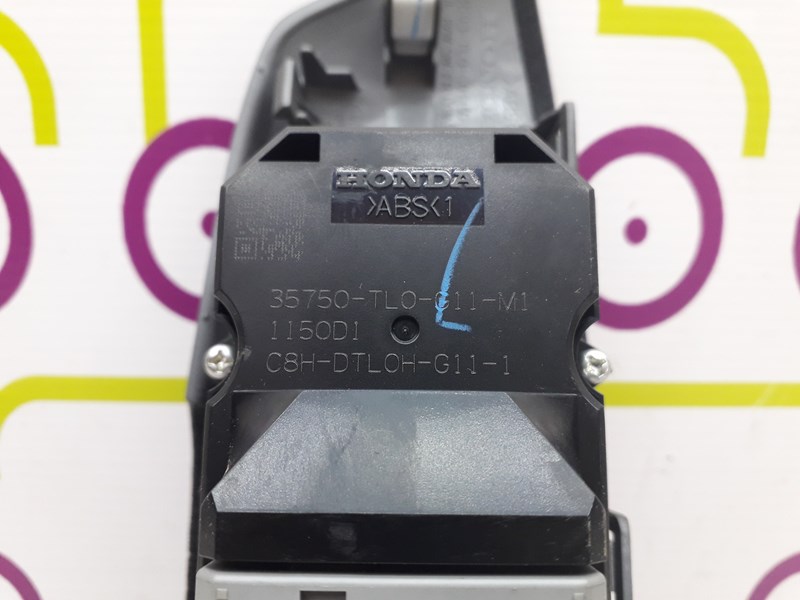 HONDA
>ABS<1
35750-TL0-G11-M1
1150D1
C8H-DTL0H-G11-1